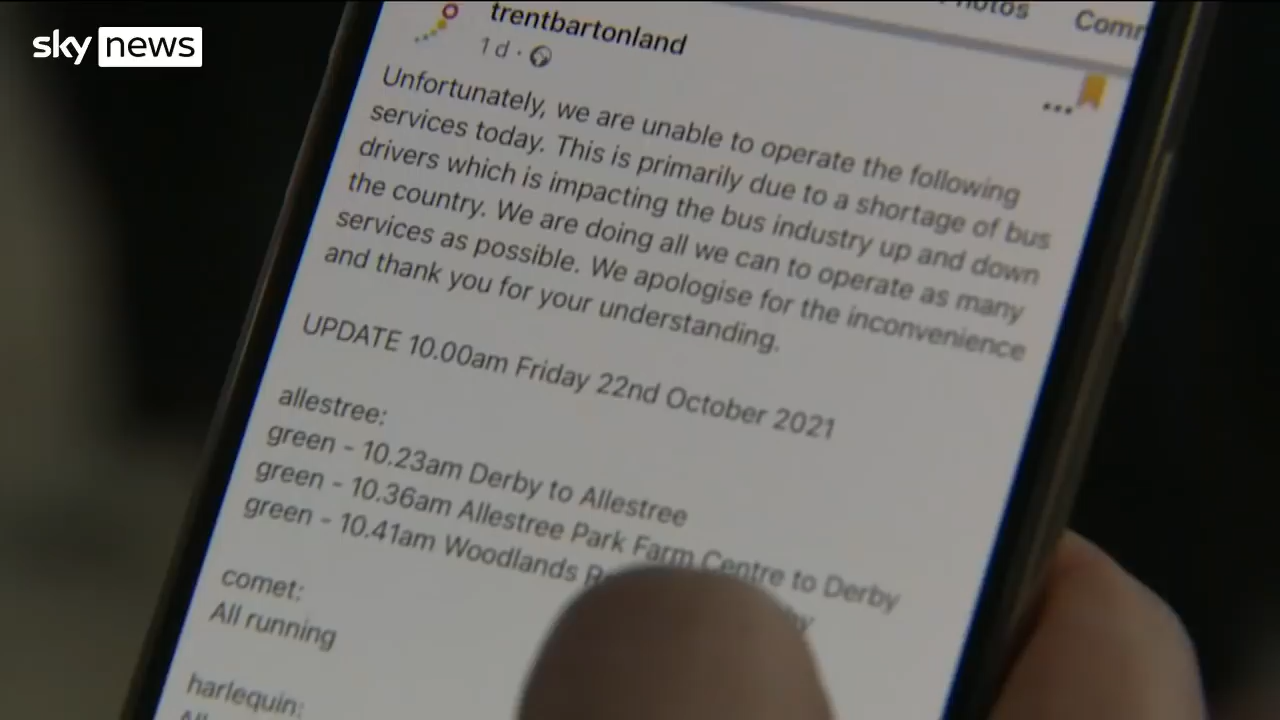 sky news
trentbartonland
1 d
Photos Comm
Unfortunately, we are unable to operate the following
services today. This is primarily due to a shortage of bus
drivers which is impacting the bus industry up and down
the country. We are doing all we can to operate as many
services as possible. We apologise for the inconvenience
and thank you for your understanding.
UPDATE 10.00am Friday 22nd October 2021
allestree:
green - 10.23am Derby to Allestree
green - 10.36am Allestree Park Farm Centre to Derby
green - 10.41am Woodlands
comet:
All running
harlequin: